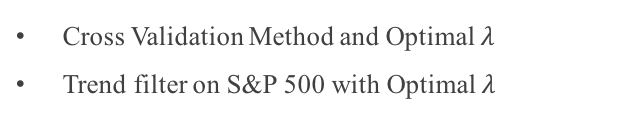 • Cross Validation Method and Optimal λ
• Trend filter on S&P 500 with Optimal λ